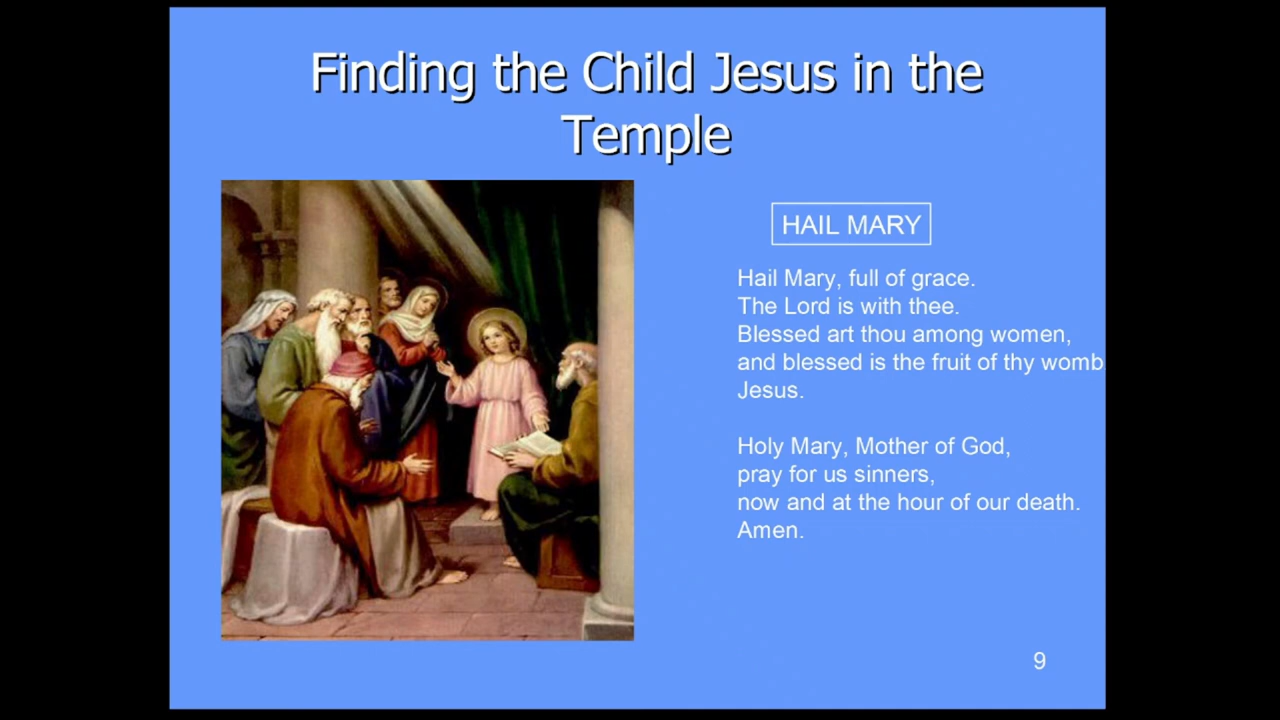 Finding the Child Jesus in the
Temple
HAIL MARY
Hail Mary, full of grace.
The Lord is with thee.
Blessed art thou among women,
and blessed is the fruit of thy womb
Jesus.
Holy Mary, Mother of God,
pray for us sinners,
now and at the hour of our death.
Amen.
9